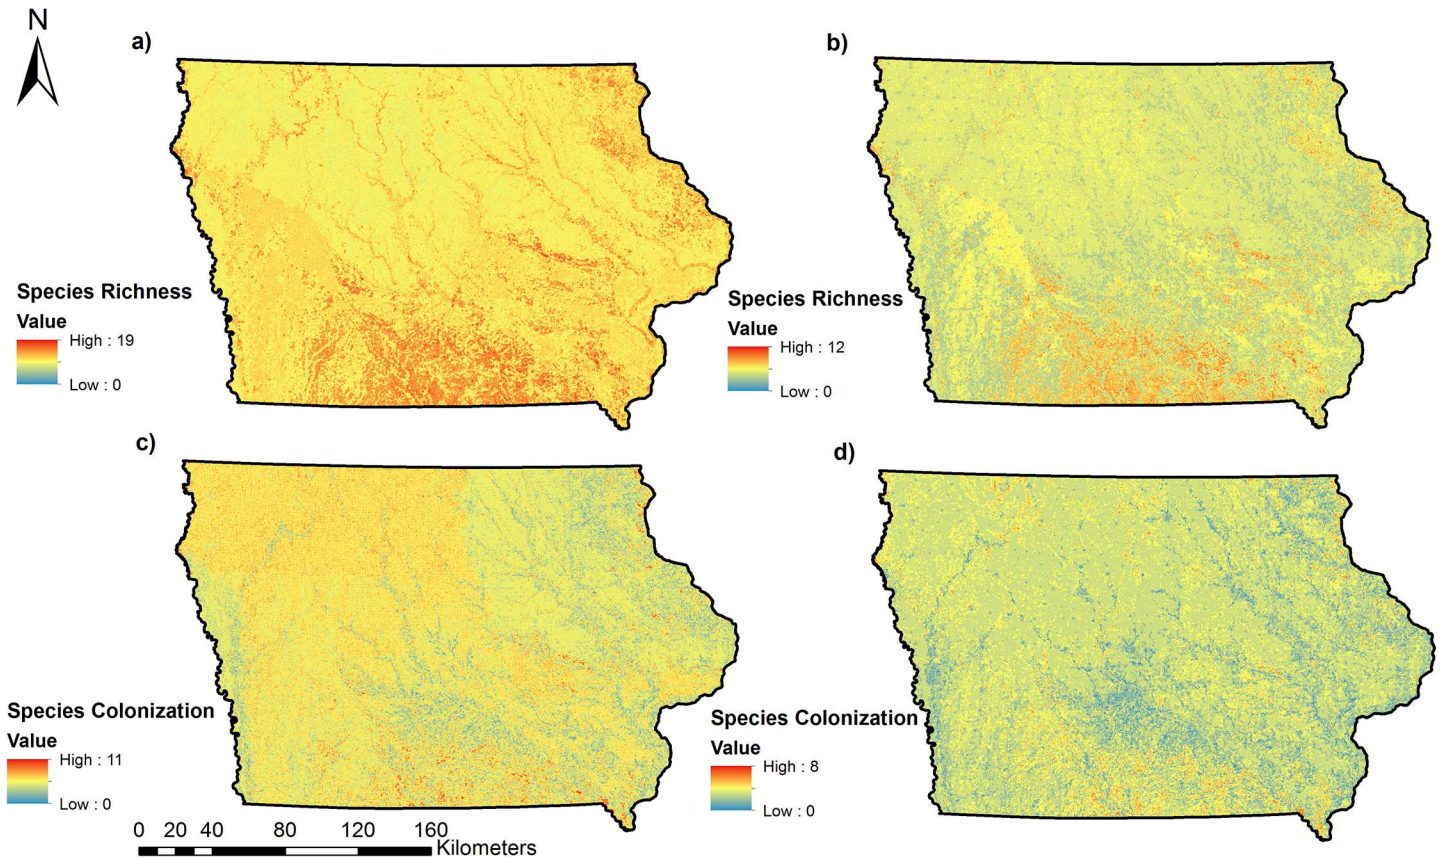 N
a)
Species Richness
Value
High : 19
Low : 0
b)
Species Richness
Value
High : 12
Low : 0
c)
Species Colonization
Value
High : 11
Low : 0
d)
Species Colonization
Value
High : 8
Low : 0
0 20 40 80 120 160
Kilometers